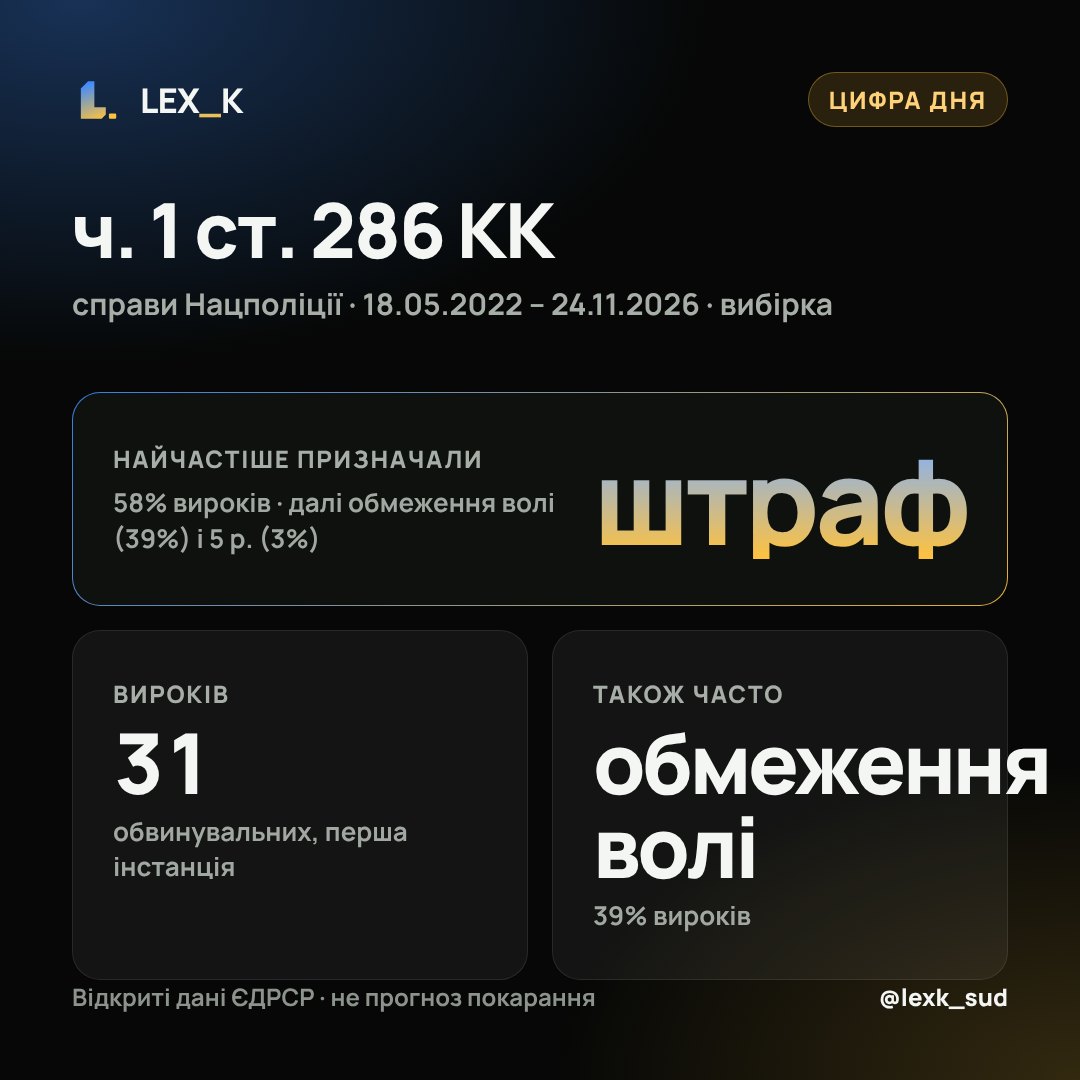 LEX_K
ЦИФРА ДНЯ
ч. 1 ст. 286 КК
справи Нацполіції · 18.05.2022 – 24.11.2026 · вибірка
НАЙЧАСТІШЕ ПРИЗНАЧАЛИ
58% вироків · далі обмеження волі
(39%) і 5 р. (3%)
штраф
ВИРОКІВ
31
обвинувальних, перша
інстанція
ТАКОЖ ЧАСТО
обмеження
волі
39% вироків
Відкриті дані ЄДРСР · не прогноз покарання
@lexk_sud